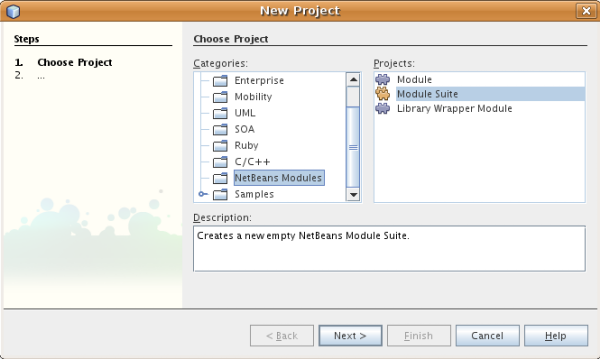 New Project
Steps
1. Choose Project
2. ...
Choose Project
Categories:
Enterprise
Mobility
UML
SOA
Ruby
C/C++
NetBeans Modules
Samples
Projects:
Module
Module Suite
Library Wrapper Module
Description:
Creates a new empty NetBeans Module Suite.
< Back
Next >
Finish
Cancel
Help